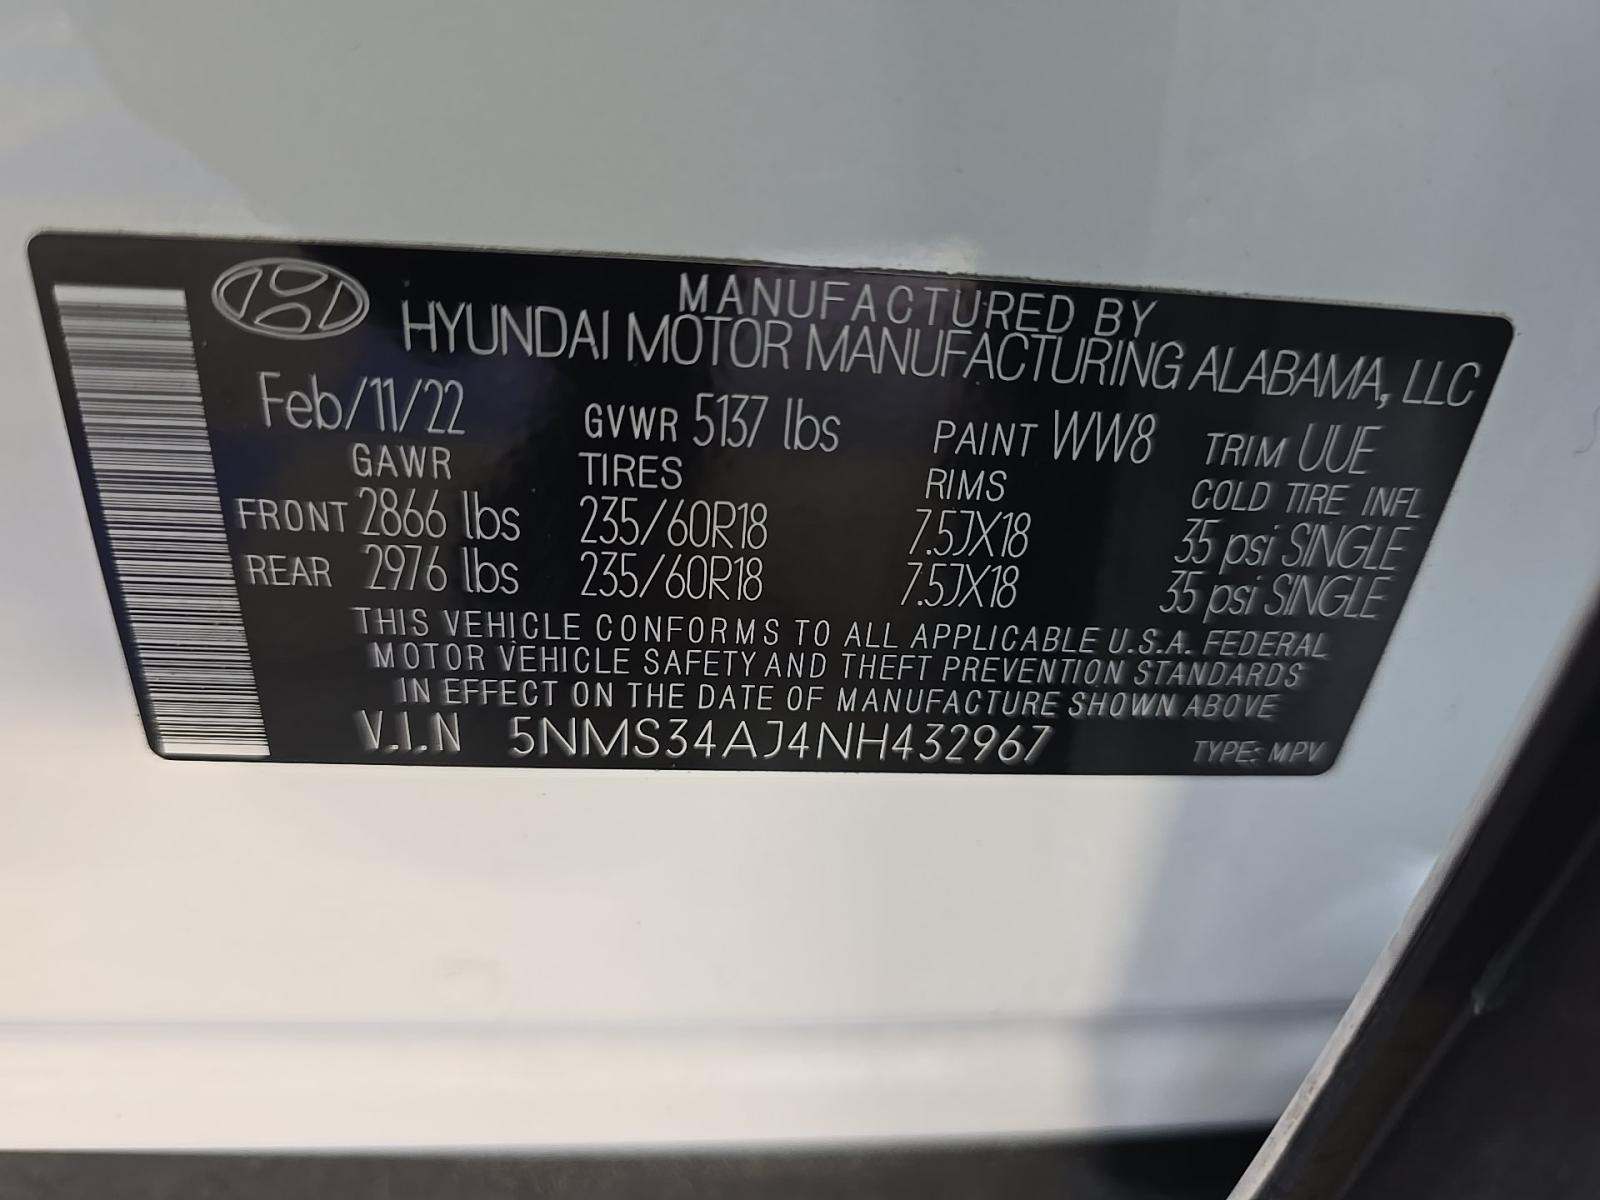 MANUFACTURED BY
HYUNDAI MOTOR MANUFACTURING ALABAMA, LLC
Feb/11/22 GVWR 5137 lbs PAINT WW8 TRIM UUE
GAWR TIRES RIMS COLD TIRE INFL
FRONT 2866 lbs 235/60R18 7.5JX18 35 psi SINGLE
REAR 2976 lbs 235/60R18 7.5JX18 35 psi SINGLE
THIS VEHICLE CONFORMS TO ALL APPLICABLE U.S.A. FEDERAL
MOTOR VEHICLE SAFETY AND THEFT PREVENTION STANDARDS
IN EFFECT ON THE DATE OF MANUFACTURE SHOWN ABOVE
V.I.N 5NMS34AJ4NH432967 TYPE: MPV